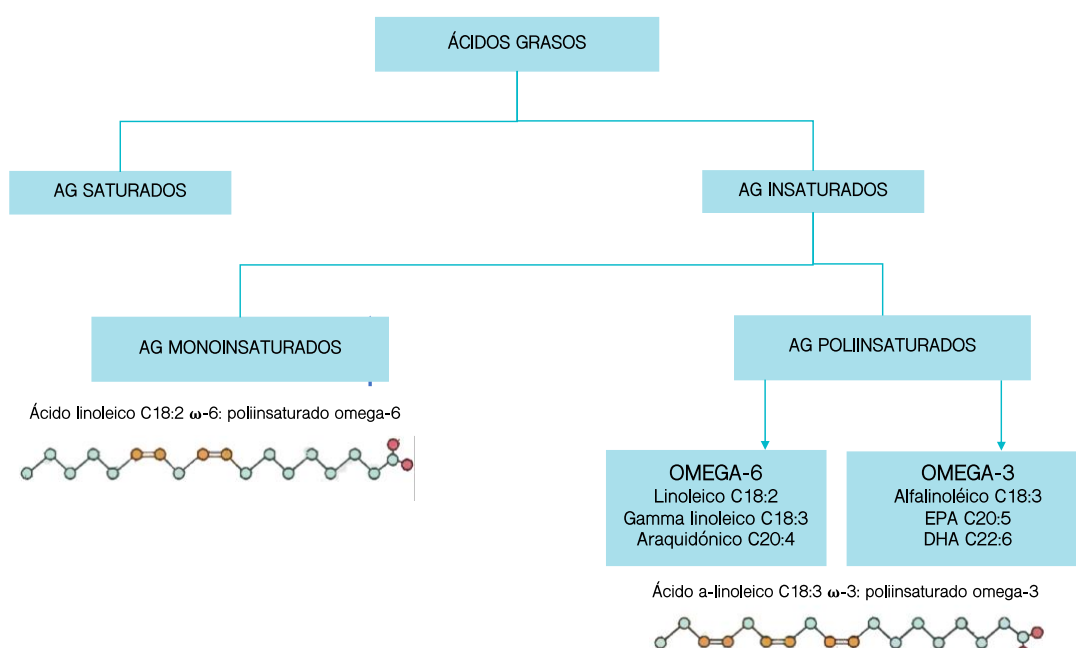 ÁCIDOS GRASOS
AG SATURADOS
AG INSATURADOS
AG MONOINSATURADOS
AG POLIINSATURADOS
Ácido linoleico C18:2 ω-6: poliinsaturado omega-6
OMEGA-6
Linoleico C18:2
Gamma linoleico C18:3
Araquidónico C20:4
OMEGA-3
Alfalinoléico C18:3
EPA C20:5
DHA C22:6
Ácido a-linoleico C18:3 ω-3: poliinsaturado omega-3